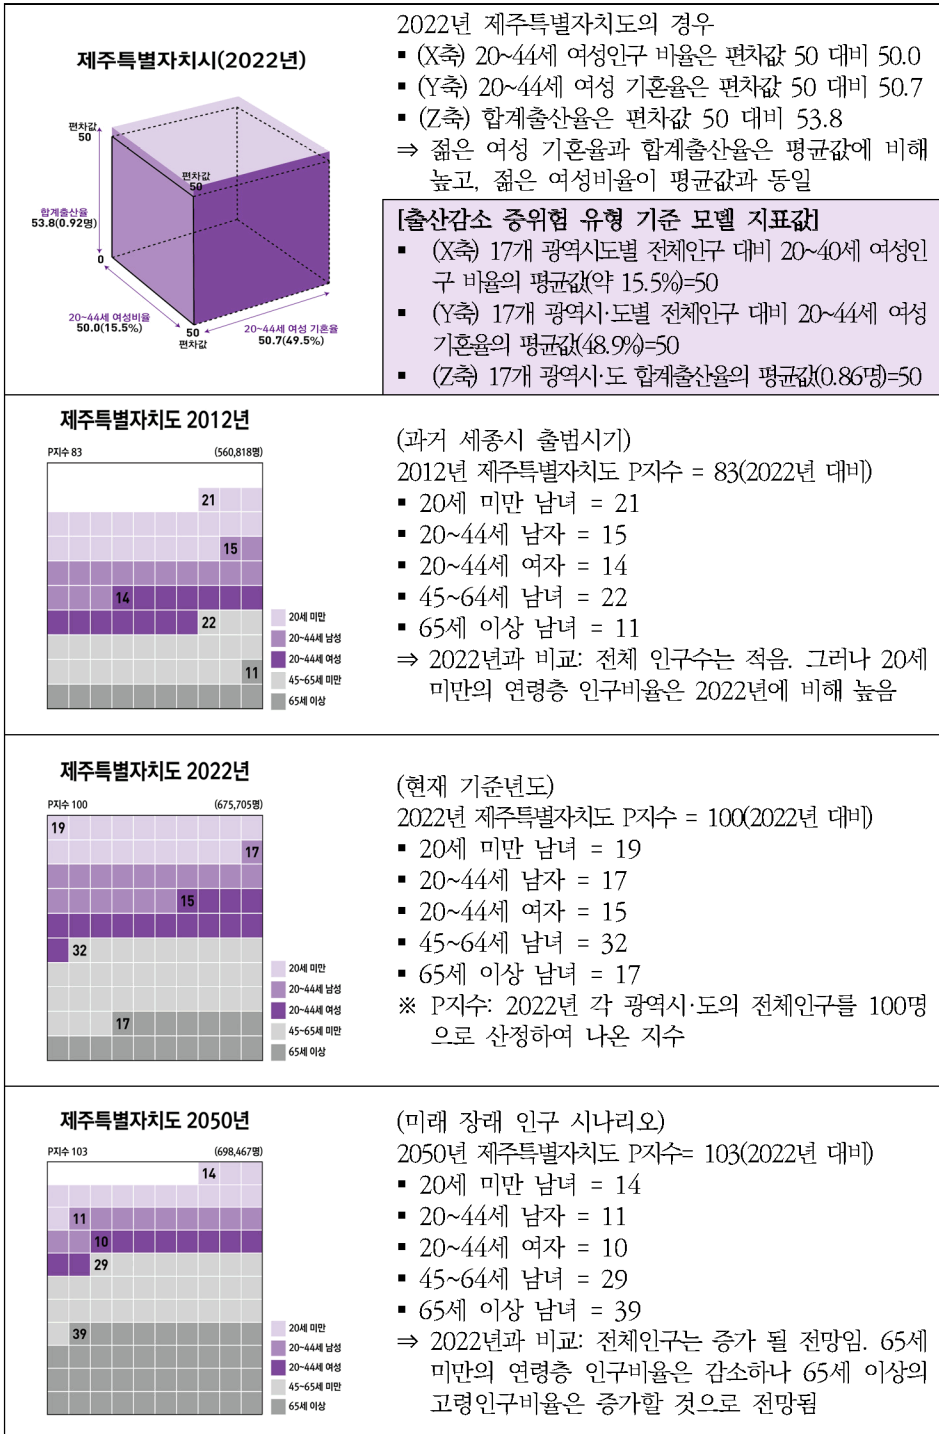 제주특별자치시(2022년)
편차값
50
편차값
50
합계출산율
53.8(0.92명)
0
20~44세 여성비율
50.0(15.5%)
50
편차값
20~44세 여성 기혼율
50.7(49.5%)
2022년 제주특별자치도의 경우
▪ (X축) 20~44세 여성인구 비율은 편차값 50 대비 50.0
▪ (Y축) 20~44세 여성 기혼율은 편차값 50 대비 50.7
▪ (Z축) 합계출산율은 편차값 50 대비 53.8
⇒ 젊은 여성 기혼율과 합계출산율은 평균값에 비해
높고, 젊은 여성비율이 평균값과 동일
[출산감소 중위험 유형 기준 모델 지표값]
▪ (X축) 17개 광역시도별 전체인구 대비 20~40세 여성인
구 비율의 평균값(약 15.5%)=50
▪ (Y축) 17개 광역시·도별 전체인구 대비 20~44세 여성
기혼율의 평균값(48.9%)=50
▪ (Z축) 17개 광역시·도 합계출산율의 평균값(0.86명)=50
제주특별자치도 2012년
P지수 83 (560,818명)
21
15
14
22
11
20세 미만
20~44세 남성
20~44세 여성
45~65세 미만
65세 이상
(과거 세종시 출범시기)
2012년 제주특별자치도 P지수 = 83(2022년 대비)
▪ 20세 미만 남녀 = 21
▪ 20~44세 남자 = 15
▪ 20~44세 여자 = 14
▪ 45~64세 남녀 = 22
▪ 65세 이상 남녀 = 11
⇒ 2022년과 비교: 전체 인구수는 적음. 그러나 20세
미만의 연령층 인구비율은 2022년에 비해 높음
제주특별자치도 2022년
P지수 100 (675,705명)
19
17
15
32
17
20세 미만
20~44세 남성
20~44세 여성
45~65세 미만
65세 이상
(현재 기준년도)
2022년 제주특별자치도 P지수 = 100(2022년 대비)
▪ 20세 미만 남녀 = 19
▪ 20~44세 남자 = 17
▪ 20~44세 여자 = 15
▪ 45~64세 남녀 = 32
▪ 65세 이상 남녀 = 17
※ P지수: 2022년 각 광역시·도의 전체인구를 100명
으로 산정하여 나온 지수
제주특별자치도 2050년
P지수 103 (698,467명)
14
11
10
29
39
20세 미만
20~44세 남성
20~44세 여성
45~65세 미만
65세 이상
(미래 장래 인구 시나리오)
2050년 제주특별자치도 P지수= 103(2022년 대비)
▪ 20세 미만 남녀 = 14
▪ 20~44세 남자 = 11
▪ 20~44세 여자 = 10
▪ 45~64세 남녀 = 29
▪ 65세 이상 남녀 = 39
⇒ 2022년과 비교: 전체인구는 증가 될 전망임. 65세
미만의 연령층 인구비율은 감소하나 65세 이상의
고령인구비율은 증가할 것으로 전망됨